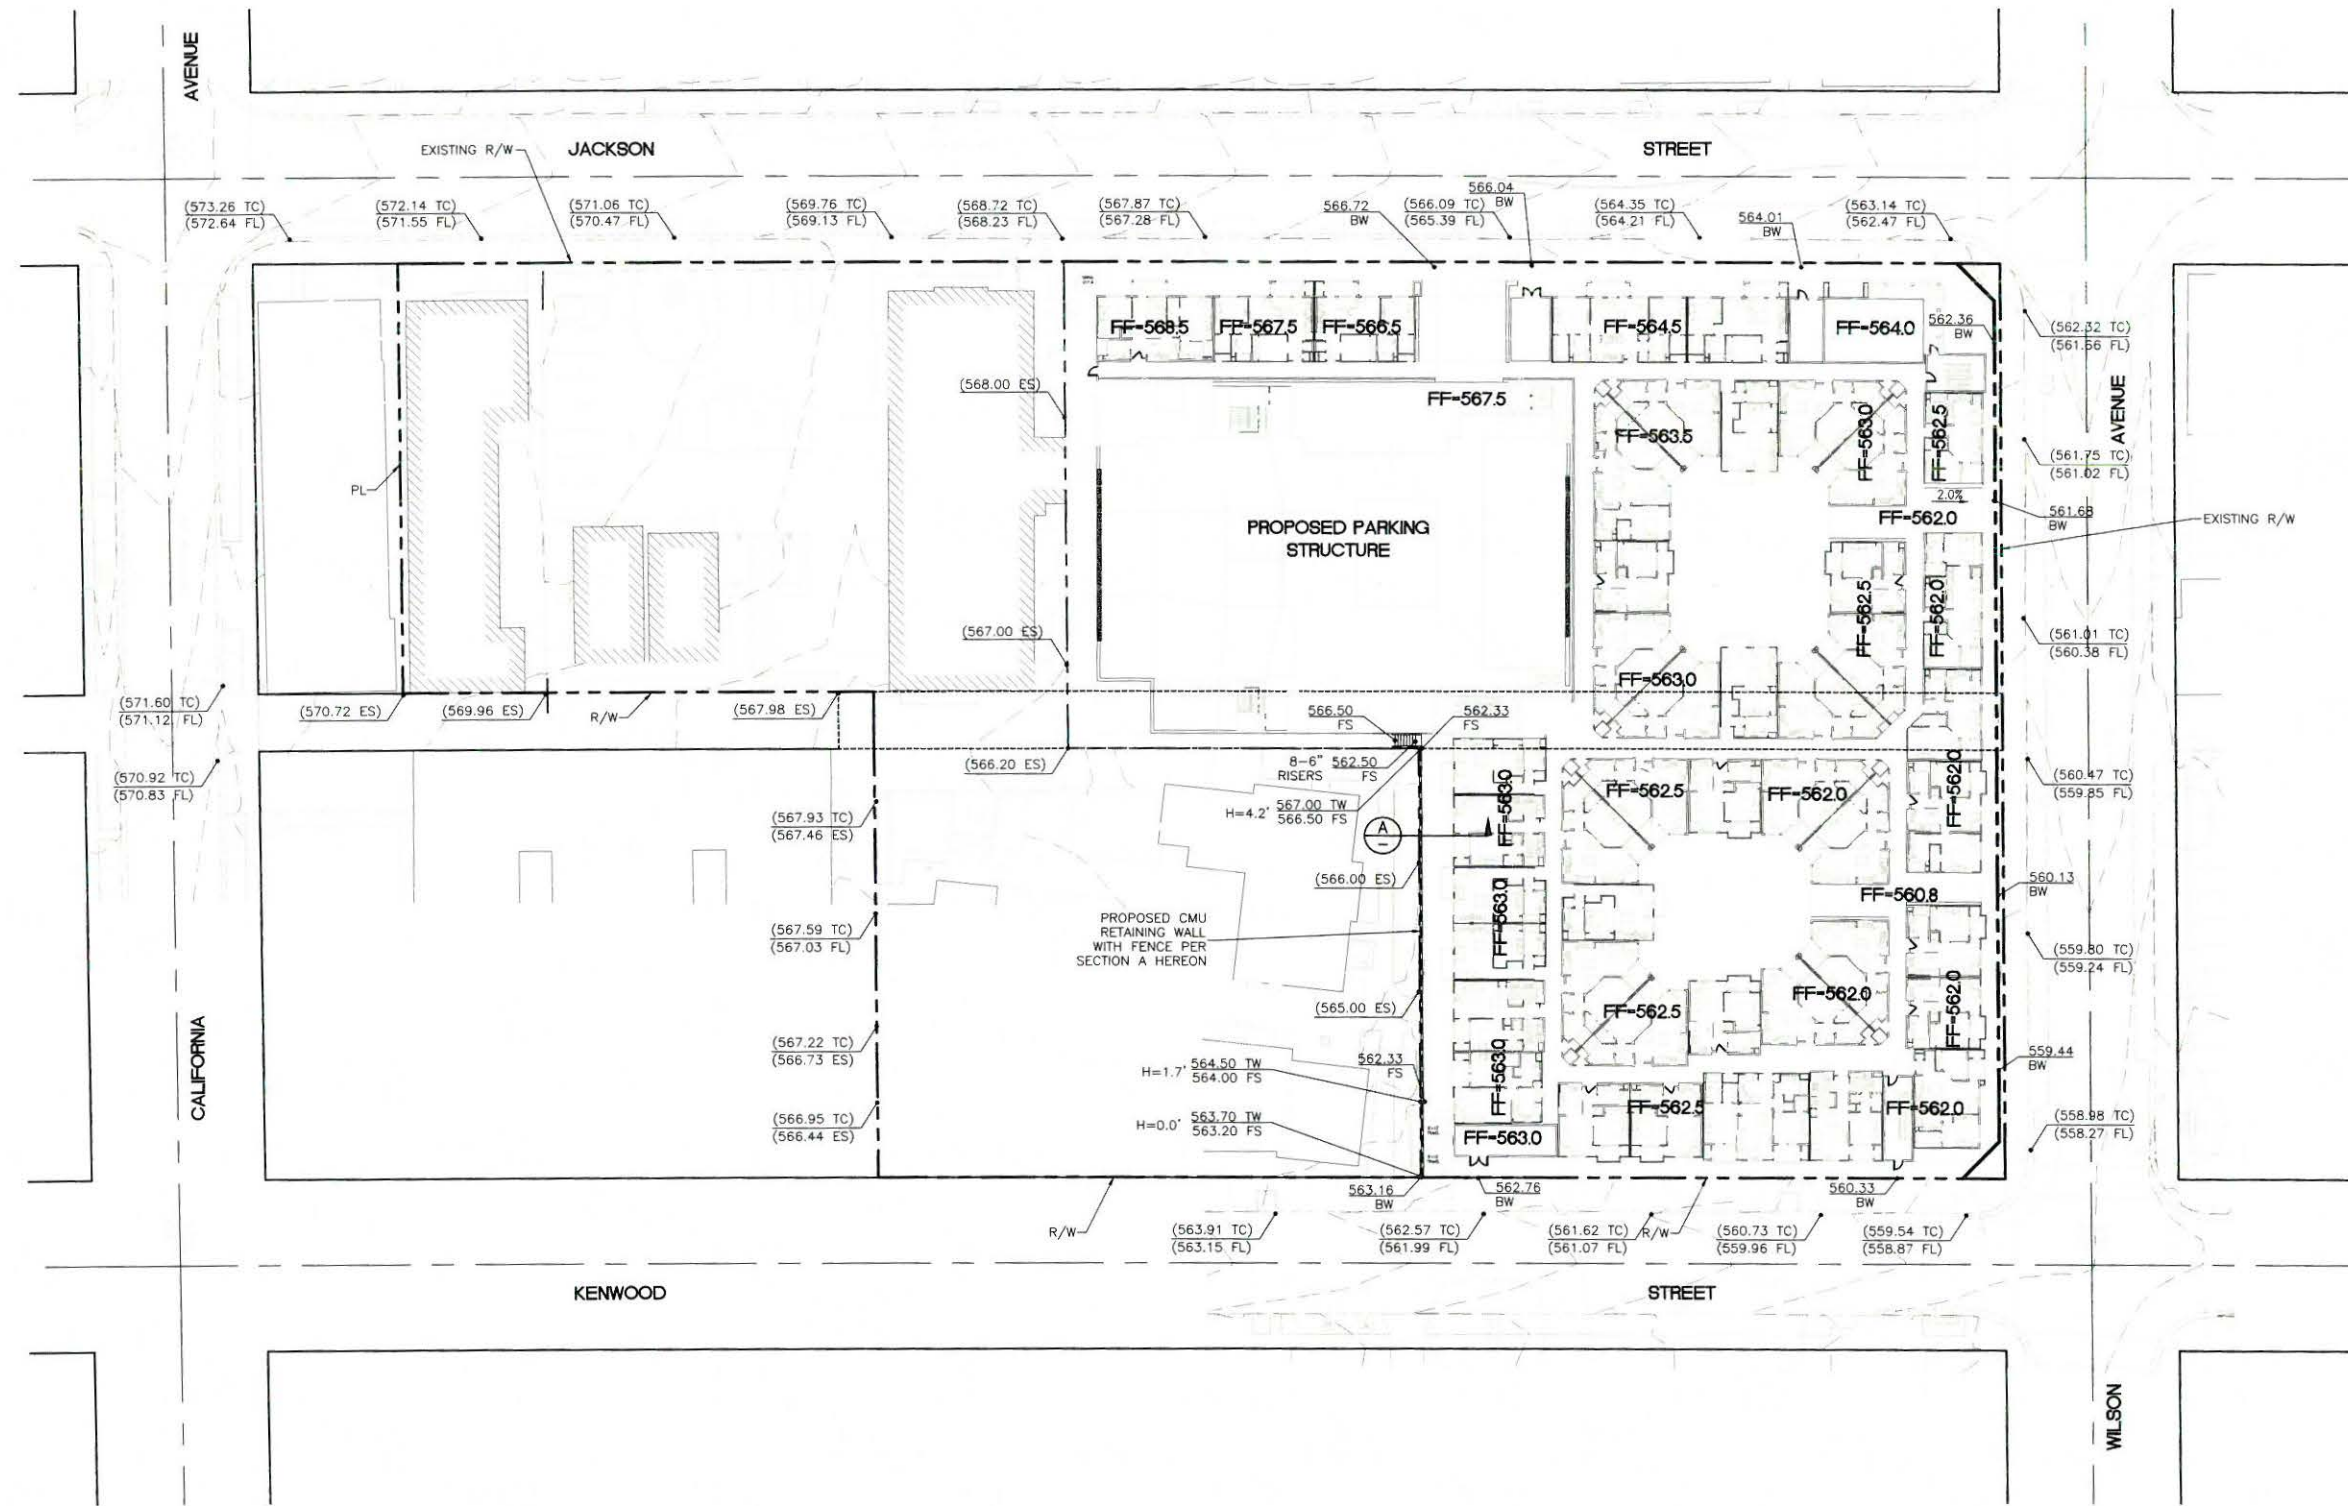 AVENUE
EXISTING R/W
JACKSON
STREET
(573.26 TC)
(572.64 FL)
(572.14 TC)
(571.55 FL)
(571.06 TC)
(570.47 FL)
(569.76 TC)
(569.13 FL)
(568.72 TC)
(568.23 FL)
(567.87 TC)
(567.28 FL)
566.72
BW
(566.09 TC)
(565.39 FL)
566.04
BW
(564.35 TC)
(564.21 FL)
564.01
BW
(563.14 TC)
(562.47 FL)
FF=568.5
FF=567.5
FF=566.5
FF=564.5
FF=564.0
562.36
BW
(562.32 TC)
(561.66 FL)
(568.00 ES)
FF=567.5
FF=563.5
FF=563.0
FF=562.5
AVENUE
(561.75 TC)
(561.02 FL)
PL
2.0%
561.68
BW
FF=562.0
EXISTING R/W
PROPOSED PARKING
STRUCTURE
FF=562.5
FF=562.0
(567.00 ES)
(561.01 TC)
(560.38 FL)
FF=563.0
(571.60 TC)
(571.12 FL)
(570.72 ES)
(569.96 ES)
R/W
(567.98 ES)
566.50
FS
562.33
FS
(570.92 TC)
(570.83 FL)
(566.20 ES)
8-6"
RISERS
562.50
FS
FF=563.0
FF=562.5
FF=562.0
FF=562.0
(560.47 TC)
(559.85 FL)
(567.93 TC)
(567.46 ES)
H=4.2'
567.00 TW
566.50 FS
A
(566.00 ES)
FF=563.0
FF=560.8
560.13
BW
(567.59 TC)
(567.03 FL)
PROPOSED CMU
RETAINING WALL
WITH FENCE PER
SECTION A HEREON
(559.80 TC)
(559.24 FL)
(565.00 ES)
FF=562.5
FF=562.0
FF=562.0
(567.22 TC)
(566.73 ES)
H=1.7'
564.50 TW
564.00 FS
562.33
FS
FF=563.0
559.44
BW
CALIFORNIA
(566.95 TC)
(566.44 ES)
H=0.0'
563.70 TW
563.20 FS
FF=563.0
FF=562.5
FF=562.0
(558.98 TC)
(558.27 FL)
563.16
BW
562.76
BW
560.33
BW
R/W
(563.91 TC)
(563.15 FL)
(562.57 TC)
(561.99 FL)
(561.62 TC)
(561.07 FL)
R/W
(560.73 TC)
(559.96 FL)
(559.54 TC)
(558.87 FL)
KENWOOD
STREET
WILSON